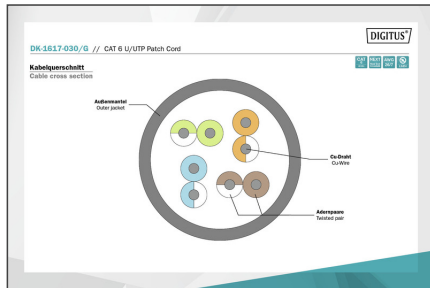 DIGITUS®
DK-1617-030/G // CAT 6 U/UTP Patch Cord
Kabelquerschnitt
Cable cross section
Außenmantel
Outer jacket
Cu-Draht
Cu-Wire
Adernpaare
Twisted pair